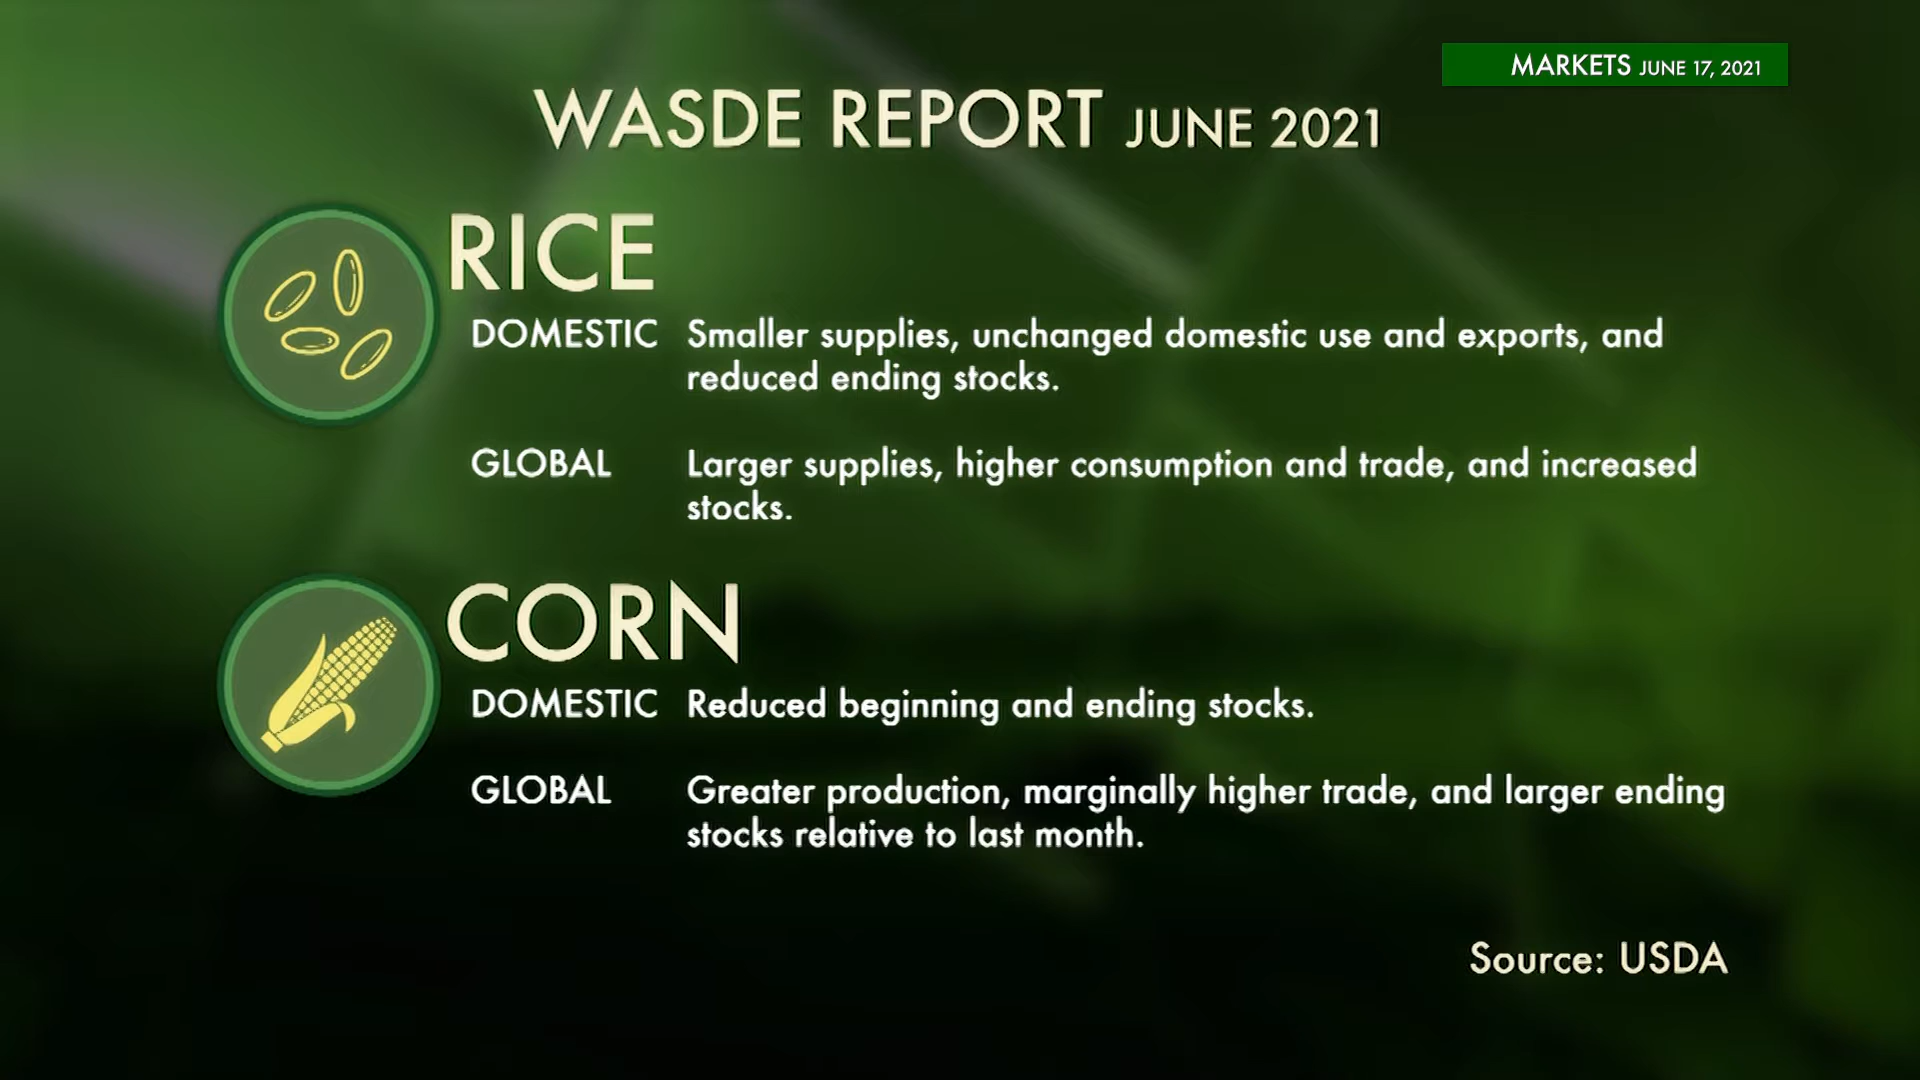 MARKETS JUNE 17, 2021
WASDE REPORT JUNE 2021
RICE
DOMESTIC Smaller supplies, unchanged domestic use and exports, and
reduced ending stocks.
GLOBAL Larger supplies, higher consumption and trade, and increased
stocks.
CORN
DOMESTIC Reduced beginning and ending stocks.
GLOBAL Greater production, marginally higher trade, and larger ending
stocks relative to last month.
Source: USDA